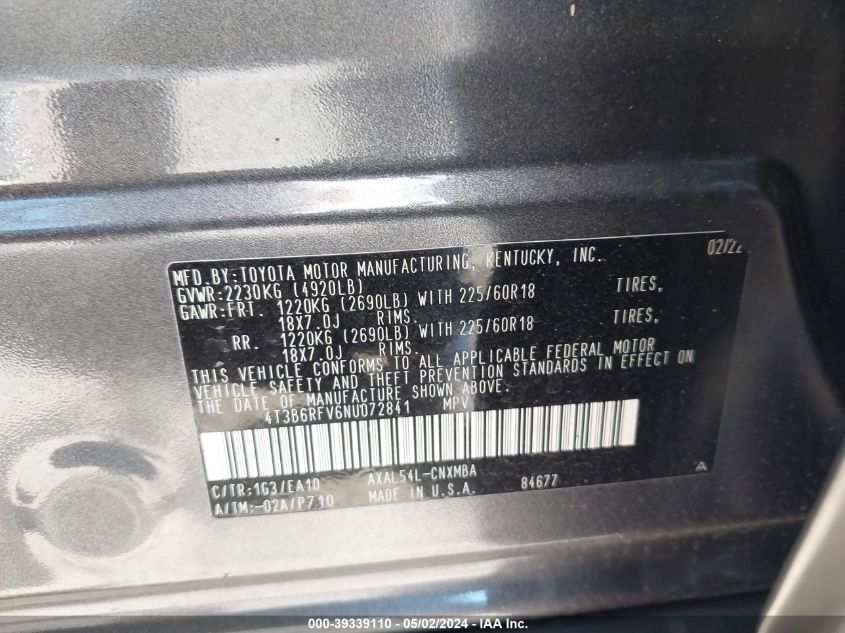 MFD.BY:TOYOTA MOTOR MANUFACTURING, KENTUCKY, INC. 02/22
GVWR:2230KG (4920LB)
GAWR:FRT. 1220KG (2690LB) WITH 225/60R18 TIRES,
18X7.0J RIMS.
RR. 1220KG (2690LB) WITH 225/60R18 TIRES,
18X7.0J RIMS.
THIS VEHICLE CONFORMS TO ALL APPLICABLE FEDERAL MOTOR
VEHICLE SAFETY AND THEFT PREVENTION STANDARDS IN EFFECT ON
THE DATE OF MANUFACTURE SHOWN ABOVE.
4T3B6RFV6NU072841 MPV
C/TR:1G3/EA10 AXAL54L-CNXMBA 84677 A
A/TM:-02A/P710 MADE IN U.S.A.
000-39339110 - 05/02/2024 - IAA Inc.